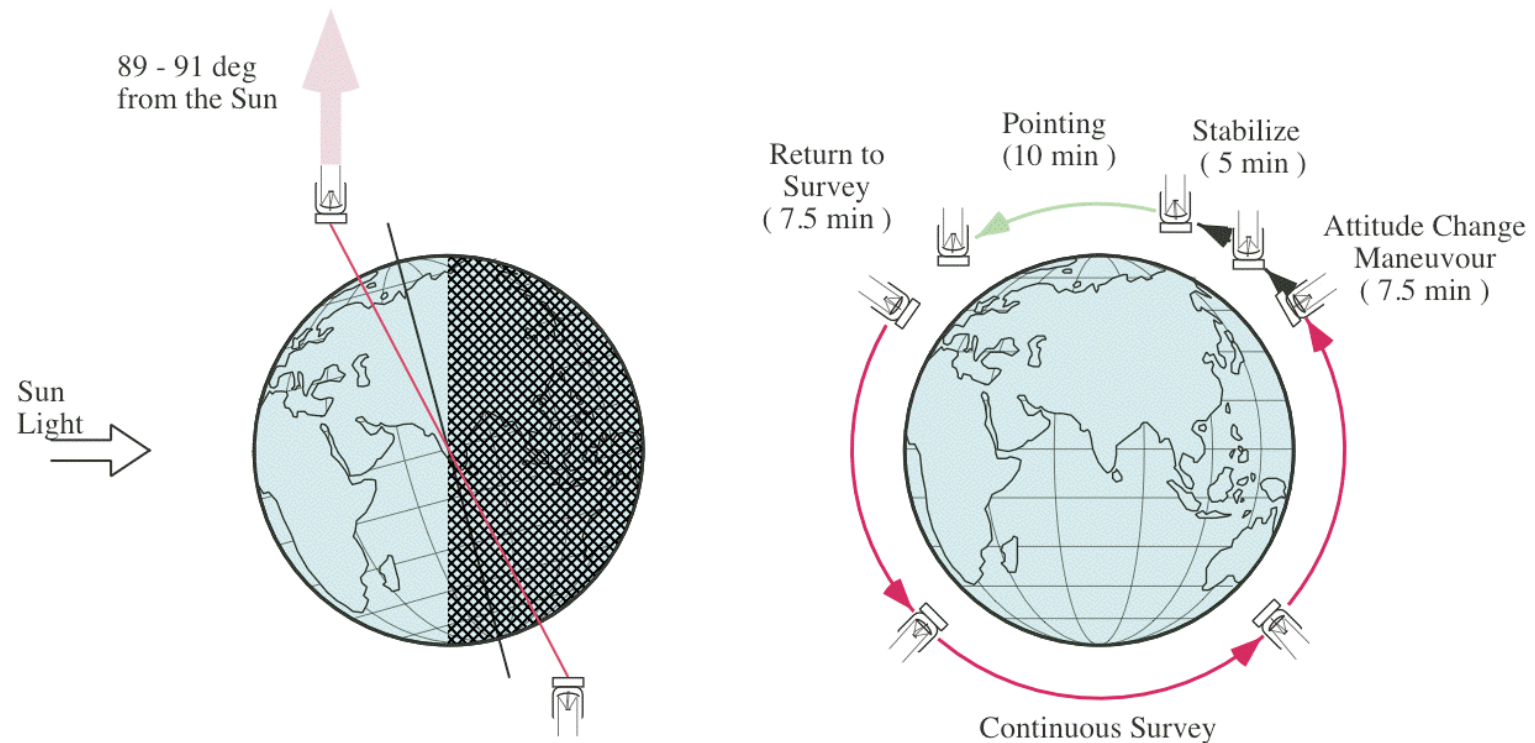 89 - 91 deg
from the Sun
Sun
Light
Return to
Survey
( 7.5 min )
Pointing
(10 min )
Stabilize
( 5 min )
Attitude Change
Maneuvour
( 7.5 min )
Continuous Survey